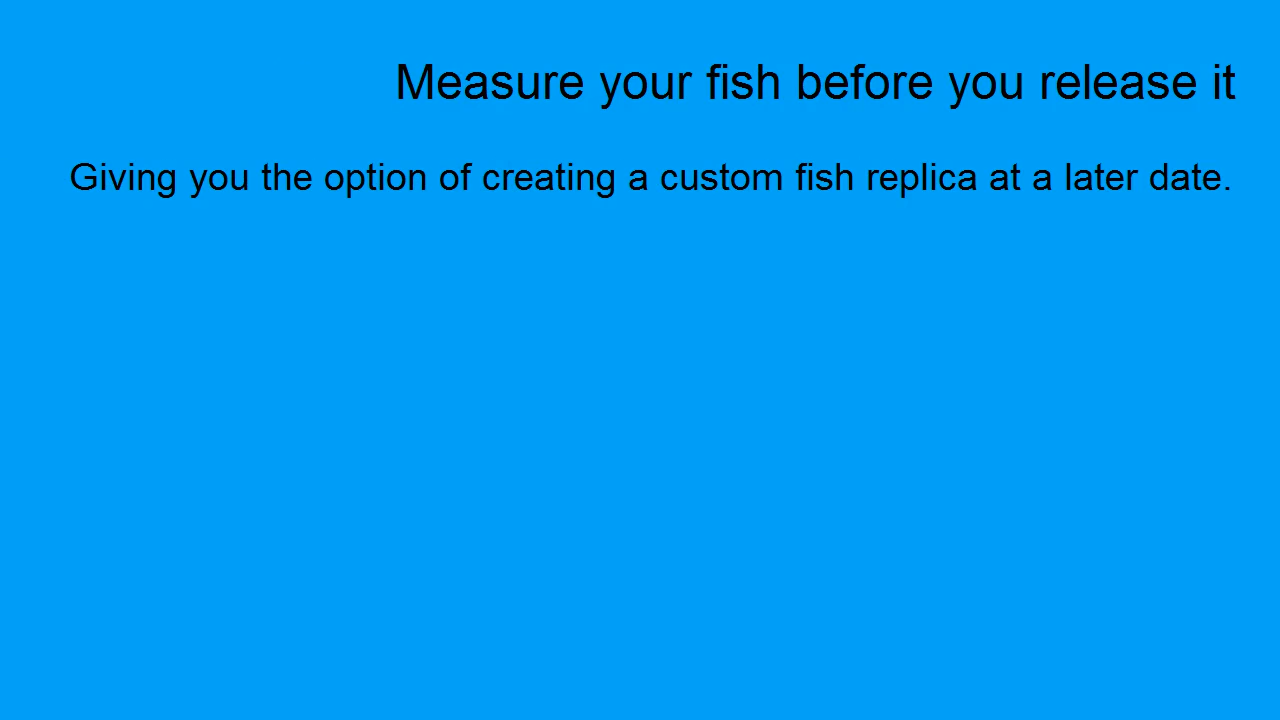 Measure your fish before you release it
Giving you the option of creating a custom fish replica at a later date.